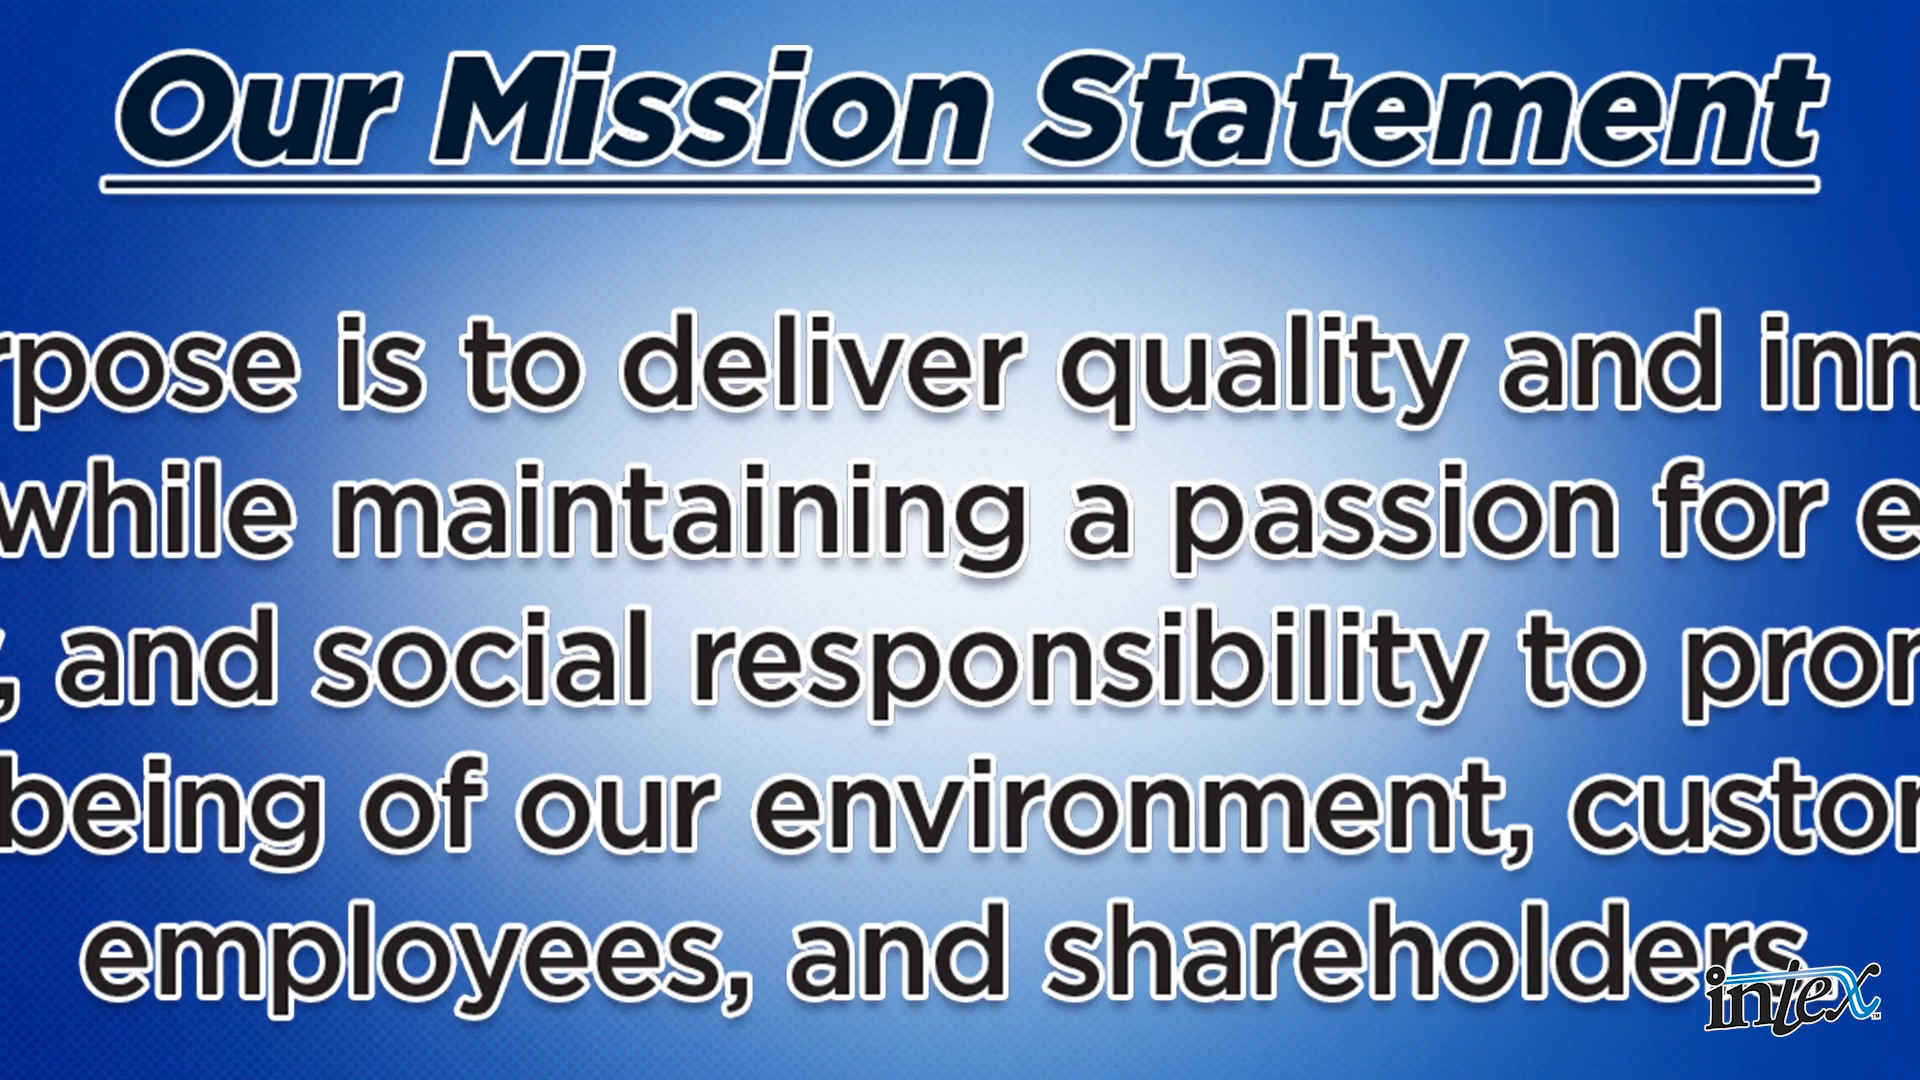 Our Mission Statement
rpose is to deliver quality and inn
while maintaining a passion for e
, and social responsibility to pro
being of our environment, custo
employees, and shareholders
intex™